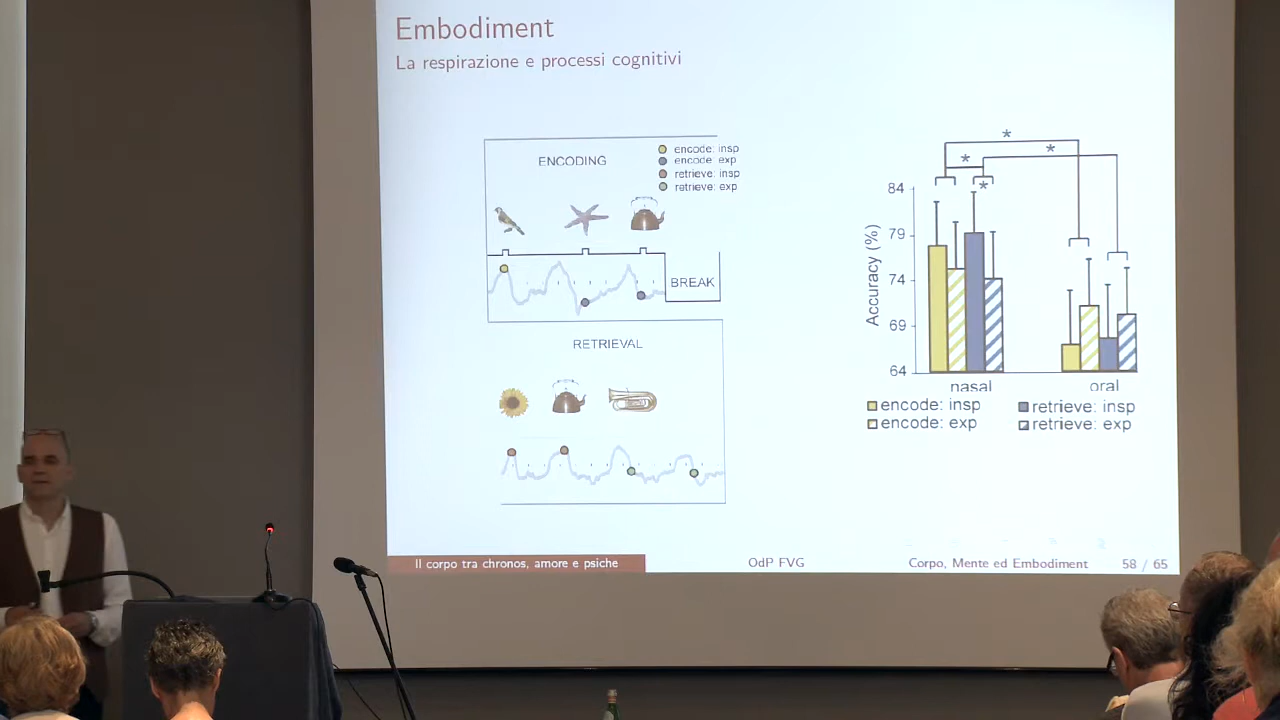 Embodiment
La respirazione e processi cognitivi
ENCODING
encode: insp
encode: exp
retrieve: insp
retrieve: exp
BREAK
RETRIEVAL
* * * *
Accuracy (%)
84
79
74
69
64
nasal oral
encode: insp retrieve: insp
encode: exp retrieve: exp
Il corpo tra chronos, amore e psiche OdP FVG Corpo, Mente ed Embodiment 58 / 65